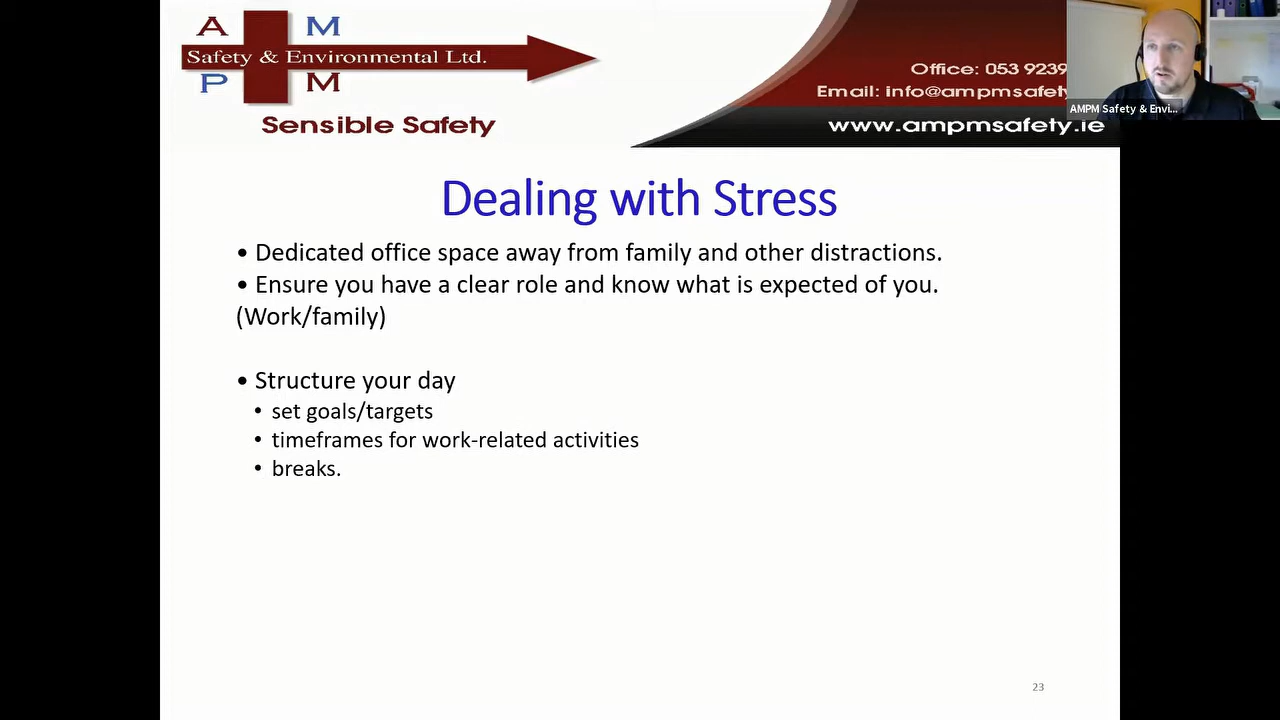 A M
Safety & Environmental Ltd.
P M
Sensible Safety
Office: 053 9239
Email: info@ampmsafety
www.ampmsafety.ie
AMPM Safety & Envi...
Dealing with Stress
• Dedicated office space away from family and other distractions.
• Ensure you have a clear role and know what is expected of you.
(Work/family)
• Structure your day
• set goals/targets
• timeframes for work-related activities
• breaks.
23